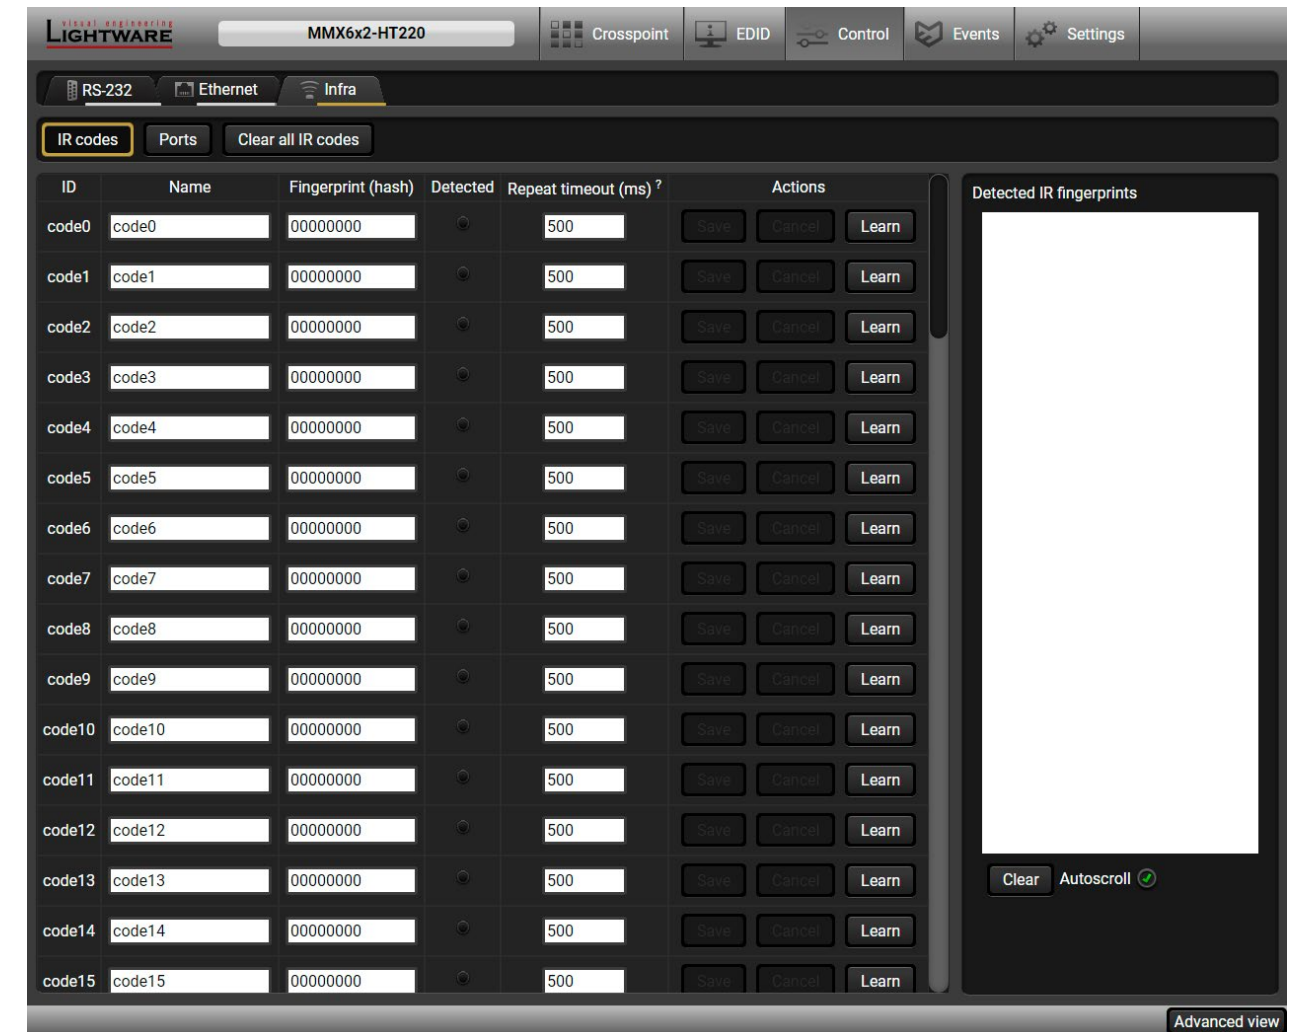 visual engineering
LIGHTWARE
MMX6x2-HT220
Crosspoint
EDID
Control
Events
Settings
RS-232
Ethernet
Infra
IR codes
Ports
Clear all IR codes
ID Name Fingerprint (hash) Detected Repeat timeout (ms) ? Actions
code0 code0 00000000 500 Save Cancel Learn
code1 code1 00000000 500 Save Cancel Learn
code2 code2 00000000 500 Save Cancel Learn
code3 code3 00000000 500 Save Cancel Learn
code4 code4 00000000 500 Save Cancel Learn
code5 code5 00000000 500 Save Cancel Learn
code6 code6 00000000 500 Save Cancel Learn
code7 code7 00000000 500 Save Cancel Learn
code8 code8 00000000 500 Save Cancel Learn
code9 code9 00000000 500 Save Cancel Learn
code10 code10 00000000 500 Save Cancel Learn
code11 code11 00000000 500 Save Cancel Learn
code12 code12 00000000 500 Save Cancel Learn
code13 code13 00000000 500 Save Cancel Learn
code14 code14 00000000 500 Save Cancel Learn
code15 code15 00000000 500 Save Cancel Learn
Detected IR fingerprints
Clear Autoscroll
Advanced view